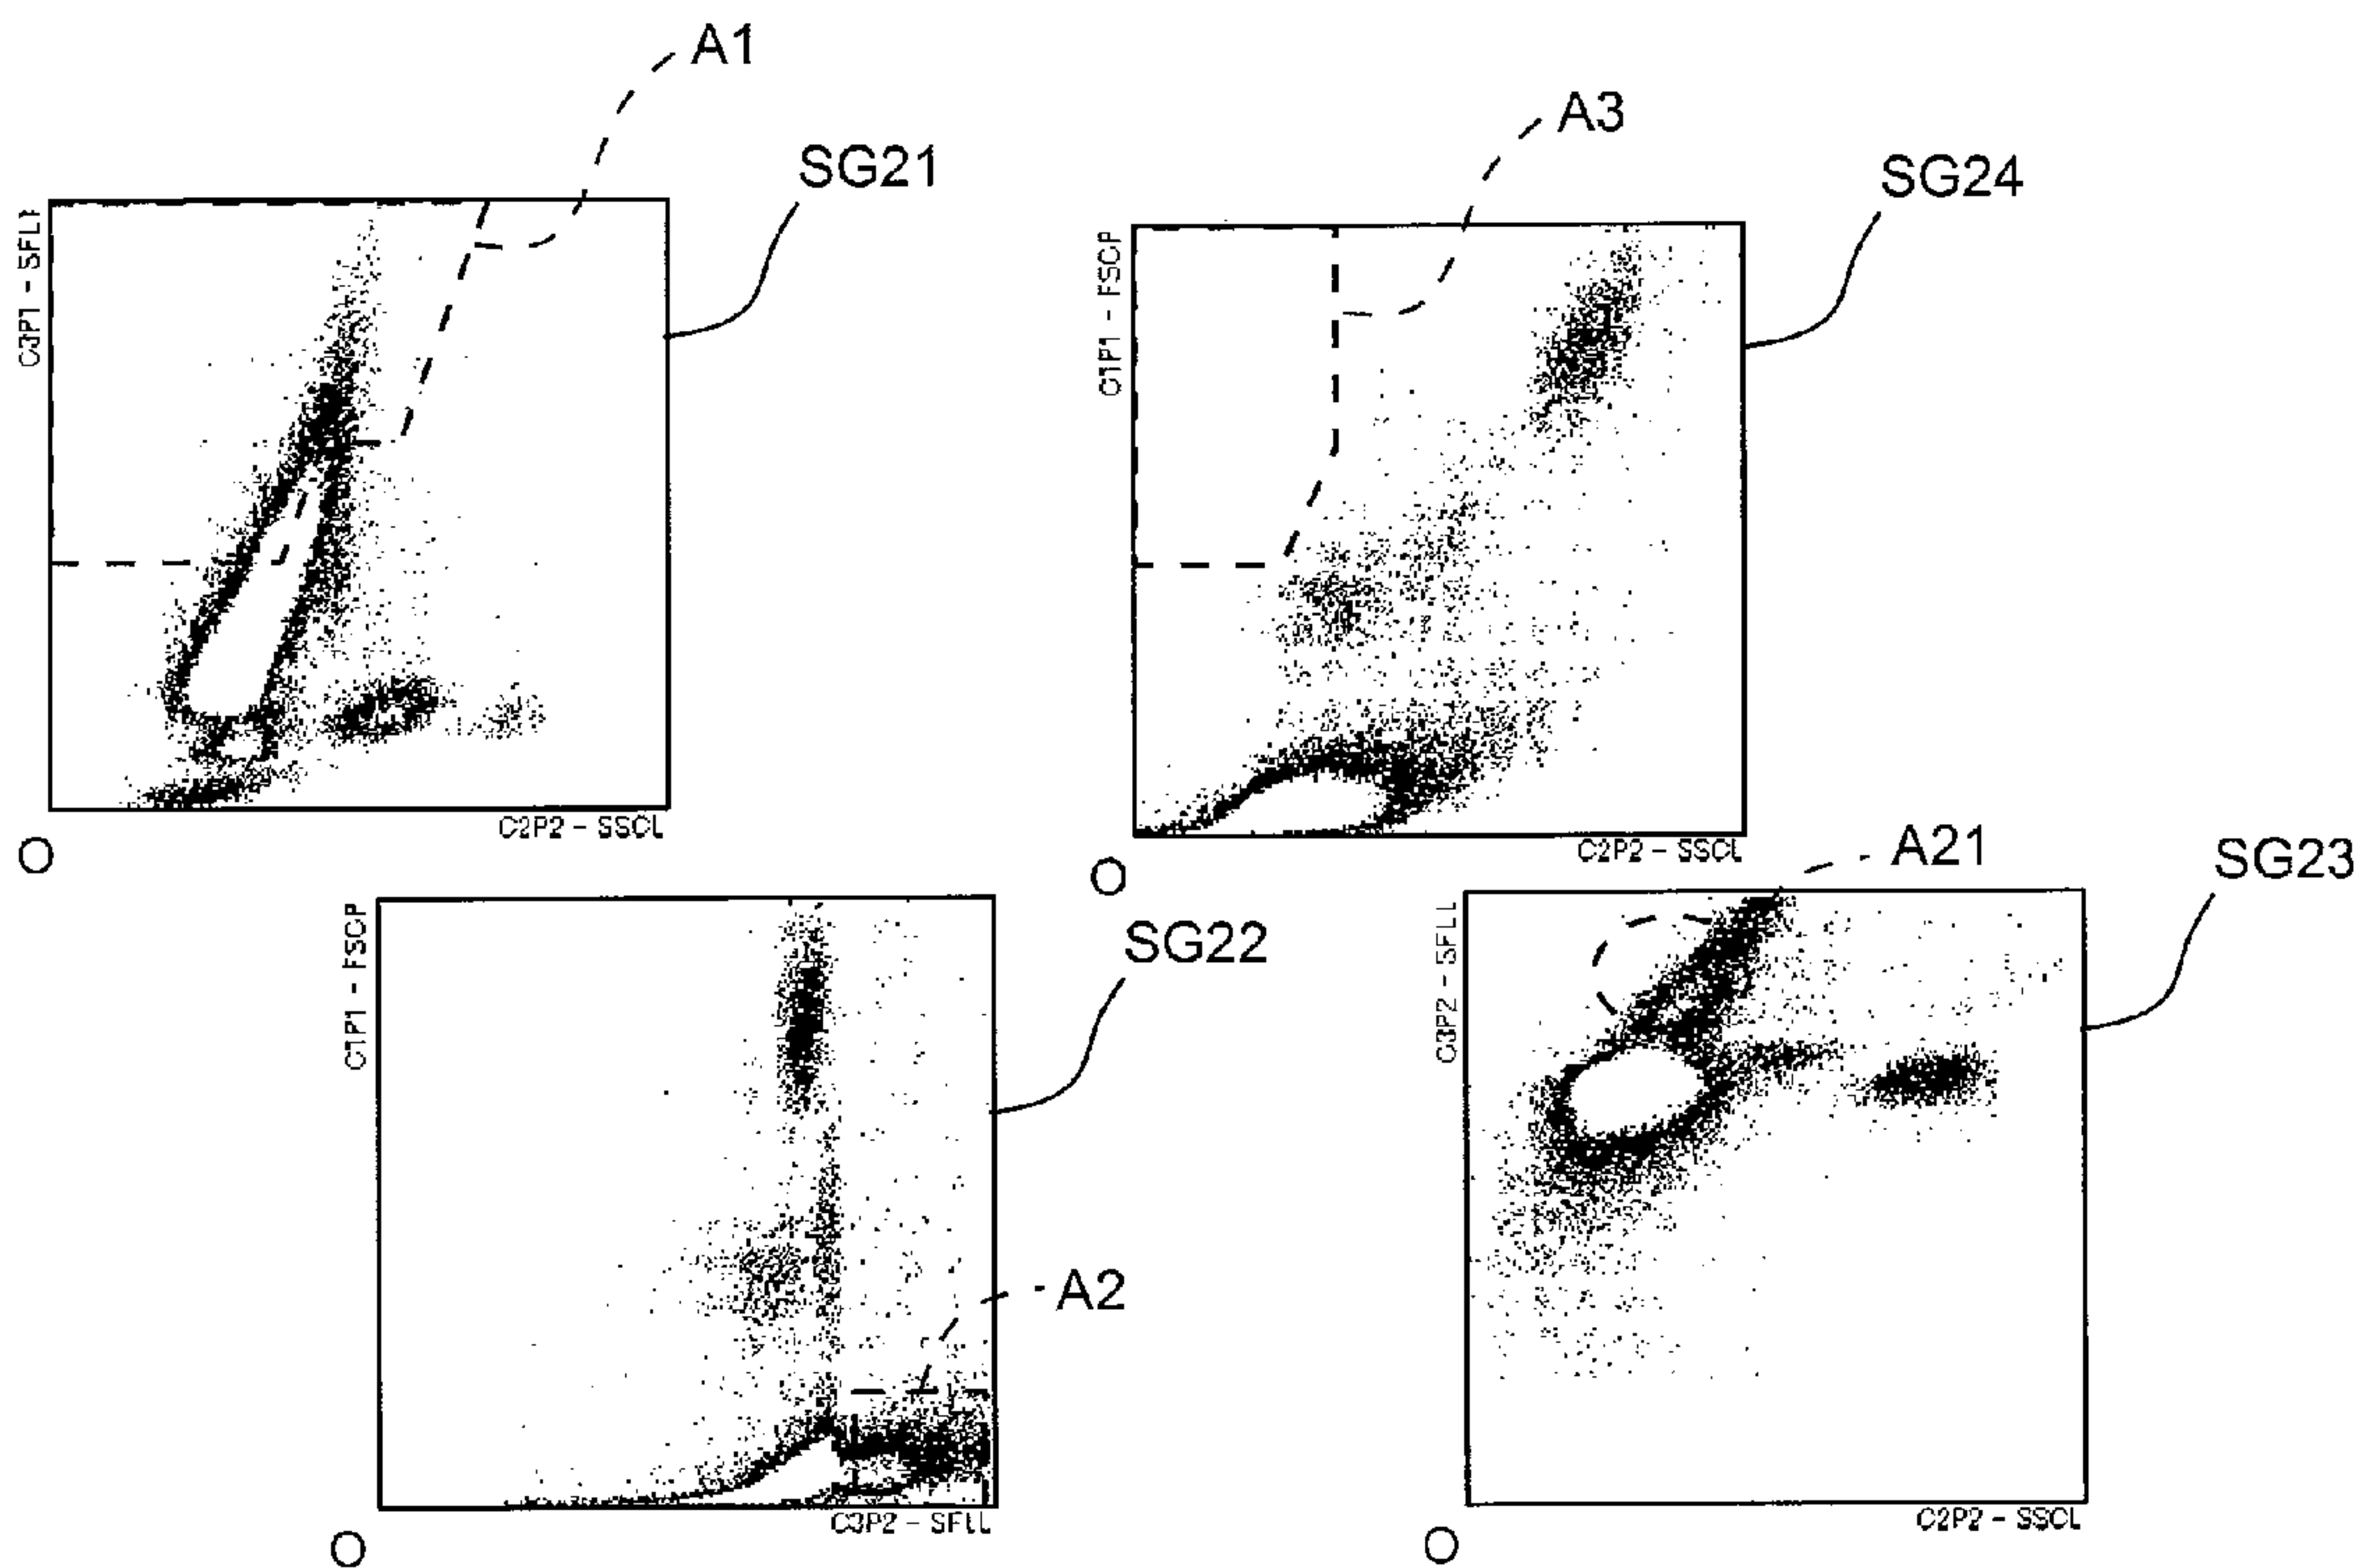 A1
SG21
C3P1 - SFLL
C2P2 - SSCL
O
A3
SG24
C1P1 - FSCP
C2P2 - SSCL
O
A21
SG23
C3P2 - SFLL
C2P2 - SSCL
O
SG22
A2
C1P1 - FSCP
C3P2 - SFLL
O